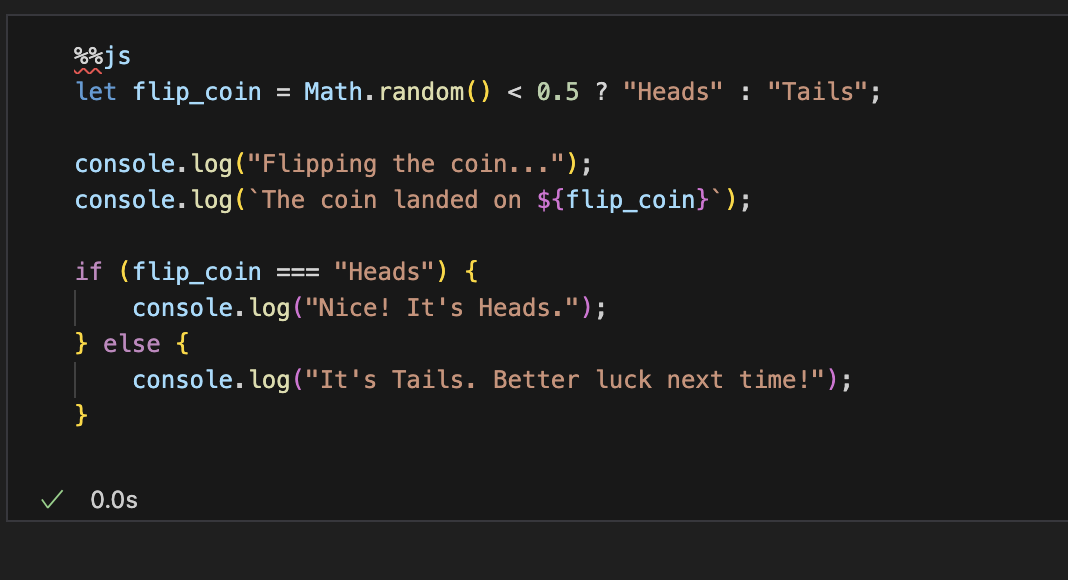 %%js
let flip_coin = Math.random() < 0.5 ? "Heads" : "Tails";
console.log("Flipping the coin...");
console.log(`The coin landed on ${flip_coin}`);
if (flip_coin === "Heads") {
    console.log("Nice! It's Heads.");
} else {
    console.log("It's Tails. Better luck next time!");
}
0.0s